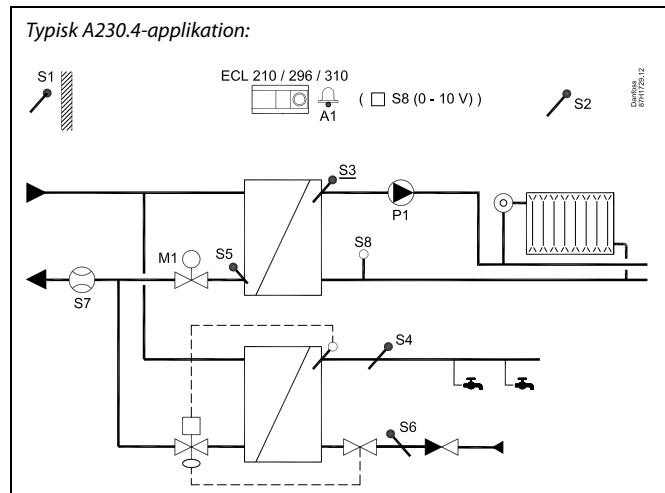 Typisk A230.4-applikation:
S1
ECL 210 / 296 / 310
A1
( S8 (0 - 10 V) )
S2
Danfoss
87H1729.12
S3
P1
M1
S5
S8
S7
S4
S6